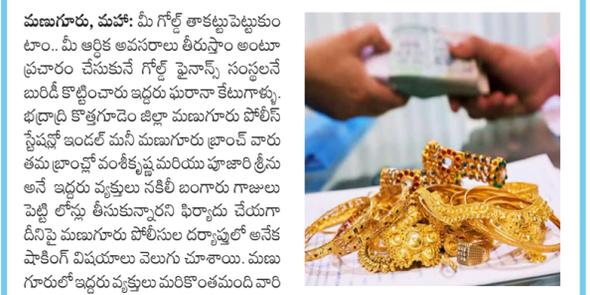 మణుగూరు, మహా: మీ గోల్డ్ తాకట్టుపెట్టుకుం
టాం.. మీ ఆర్థిక అవసరాలు తీరుస్తాం అంటూ
ప్రచారం చేసుకునే గోల్డ్ ఫైనాన్స్ సంస్థలనే
బురిడీ కొట్టించారు ఇద్దరు ఘరానా కేటుగాళ్ళు.
భద్రాద్రి కొత్తగూడెం జిల్లా మణుగూరు పోలీస్
స్టేషన్లో ఇండల్ మనీ మణుగూరు బ్రాంచ్ వారు
తమ బ్రాంచ్లో వంశీకృష్ణ మరియు పూజారి శ్రీను
అనే ఇద్దరు వ్యక్తులు నకిలీ బంగారు గాజులు
పెట్టి లోన్లు తీసుకున్నారని ఫిర్యాదు చేయగా
దీనిపై మణుగూరు పోలీసుల దర్యాప్తులో అనేక
షాకింగ్ విషయాలు వెలుగు చూశాయి. మణు
గూరులో ఇద్దరు వ్యక్తులు మరికొంతమంది వారి